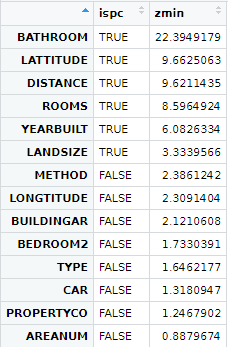 ispc zmin
BATHROOM TRUE 22.3949179
LATTITUDE TRUE 9.6625063
DISTANCE TRUE 9.6211435
ROOMS TRUE 8.5964924
YEARBUILT TRUE 6.0826334
LANDSIZE TRUE 3.3339566
METHOD FALSE 2.3861242
LONGTITUDE FALSE 2.3091404
BUILDINGAR FALSE 2.1210608
BEDROOM2 FALSE 1.7330391
TYPE FALSE 1.6462177
CAR FALSE 1.3180947
PROPERTYCO FALSE 1.2467902
AREANUM FALSE 0.8879674